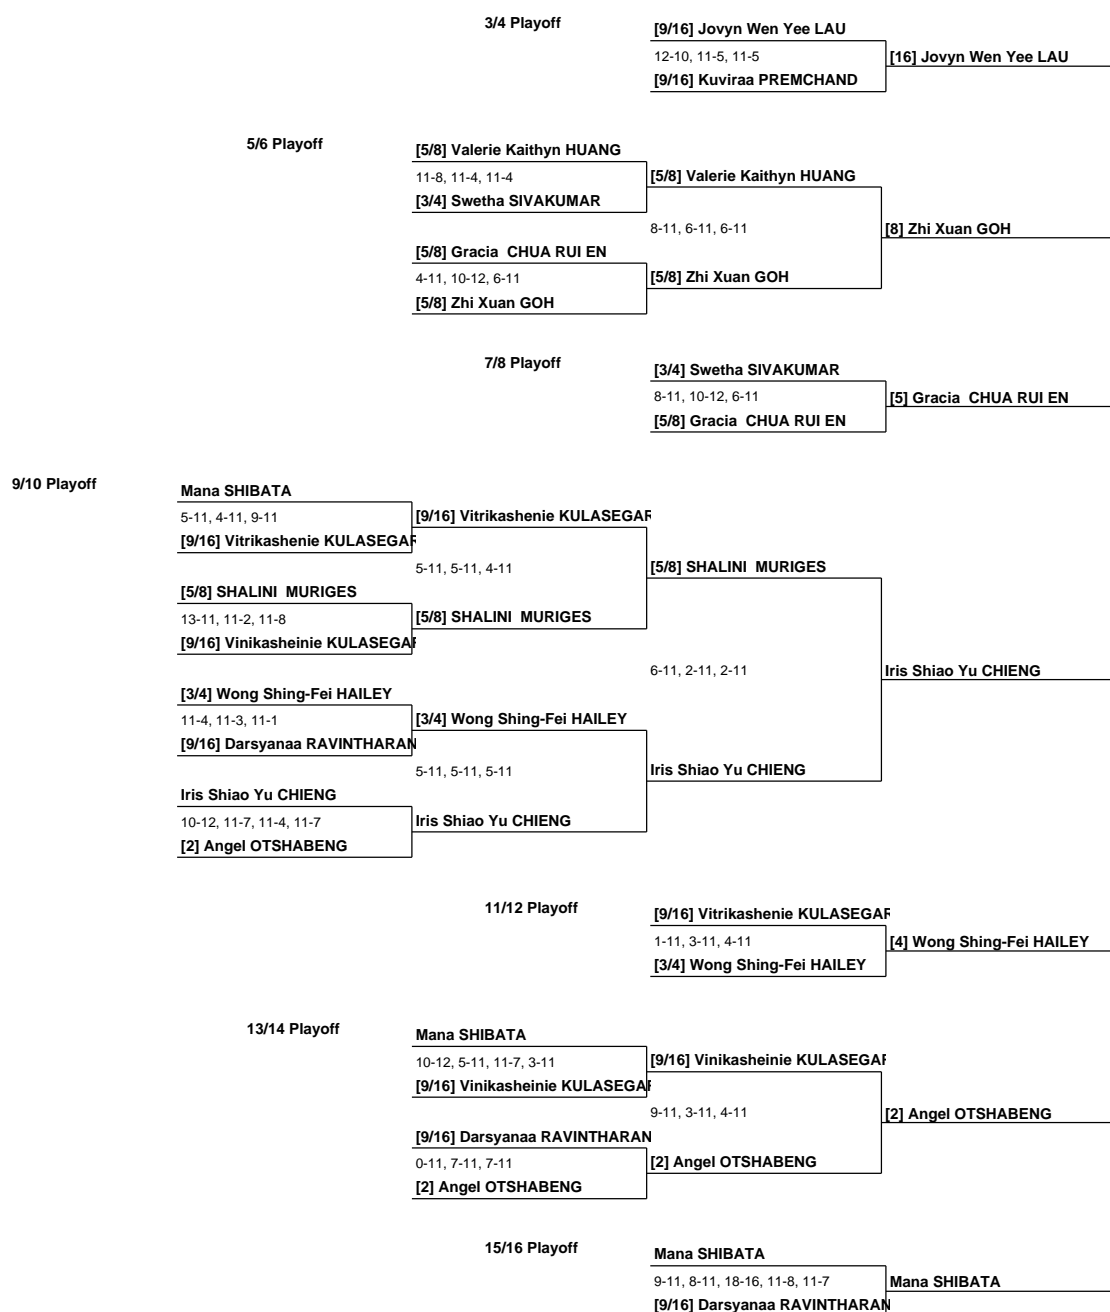 3/4 Playoff
[9/16] Jovyn Wen Yee LAU
12-10, 11-5, 11-5
[16] Jovyn Wen Yee LAU
[9/16] Kuviraa PREMCHAND
5/6 Playoff
[5/8] Valerie Kaithyn HUANG
11-8, 11-4, 11-4
[5/8] Valerie Kaithyn HUANG
[3/4] Swetha SIVAKUMAR
8-11, 6-11, 6-11
[8] Zhi Xuan GOH
[5/8] Gracia  CHUA RUI EN
4-11, 10-12, 6-11
[5/8] Zhi Xuan GOH
[5/8] Zhi Xuan GOH
7/8 Playoff
[3/4] Swetha SIVAKUMAR
8-11, 10-12, 6-11
[5] Gracia  CHUA RUI EN
[5/8] Gracia  CHUA RUI EN
9/10 Playoff
Mana SHIBATA
5-11, 4-11, 9-11
[9/16] Vitrikashenie KULASEGAR
[9/16] Vitrikashenie KULASEGAR
5-11, 5-11, 4-11
[5/8] SHALINI  MURIGES
[5/8] SHALINI  MURIGES
13-11, 11-2, 11-8
[5/8] SHALINI  MURIGES
[9/16] Vinikasheinie KULASEGAR
6-11, 2-11, 2-11
Iris Shiao Yu CHIENG
[3/4] Wong Shing-Fei HAILEY
11-4, 11-3, 11-1
[3/4] Wong Shing-Fei HAILEY
[9/16] Darsyanaa RAVINTHARAN
5-11, 5-11, 5-11
Iris Shiao Yu CHIENG
Iris Shiao Yu CHIENG
10-12, 11-7, 11-4, 11-7
Iris Shiao Yu CHIENG
[2] Angel OTSHABENG
11/12 Playoff
[9/16] Vitrikashenie KULASEGAR
1-11, 3-11, 4-11
[4] Wong Shing-Fei HAILEY
[3/4] Wong Shing-Fei HAILEY
13/14 Playoff
Mana SHIBATA
10-12, 5-11, 11-7, 3-11
[9/16] Vinikasheinie KULASEGAR
[9/16] Vinikasheinie KULASEGAR
9-11, 3-11, 4-11
[2] Angel OTSHABENG
[9/16] Darsyanaa RAVINTHARAN
0-11, 7-11, 7-11
[2] Angel OTSHABENG
[2] Angel OTSHABENG
15/16 Playoff
Mana SHIBATA
9-11, 8-11, 18-16, 11-8, 11-7
Mana SHIBATA
[9/16] Darsyanaa RAVINTHARAN